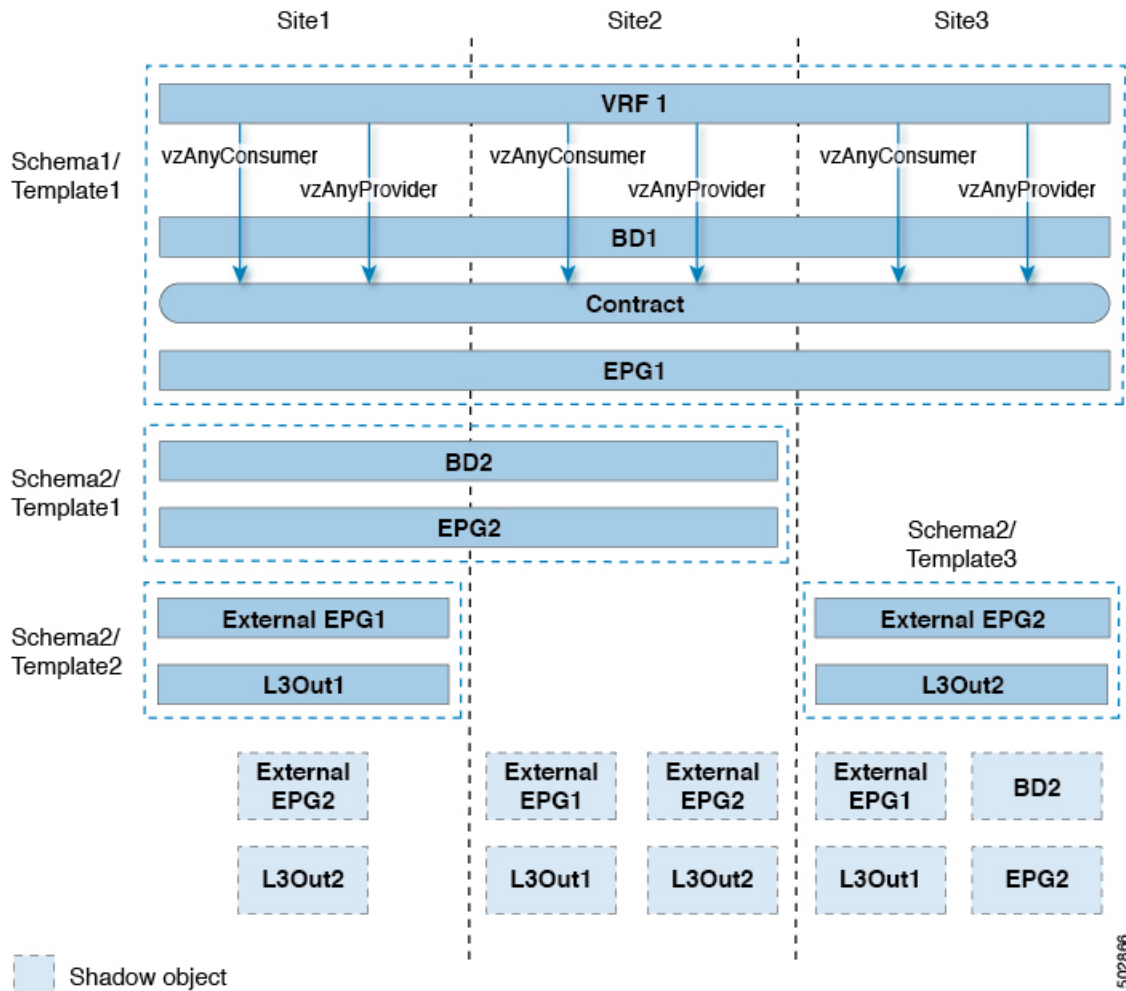 Site1
Site2
Site3
VRF 1
Schema1/
Template1
vzAnyConsumer
vzAnyProvider
vzAnyConsumer
vzAnyProvider
vzAnyConsumer
vzAnyProvider
BD1
Contract
EPG1
Schema2/
Template1
BD2
EPG2
Schema2/
Template3
Schema2/
Template2
External EPG1
L3Out1
External EPG2
L3Out2
External
EPG2
External
EPG1
External
EPG2
External
EPG1
BD2
L3Out2
L3Out1
L3Out2
L3Out1
EPG2
Shadow object
502866